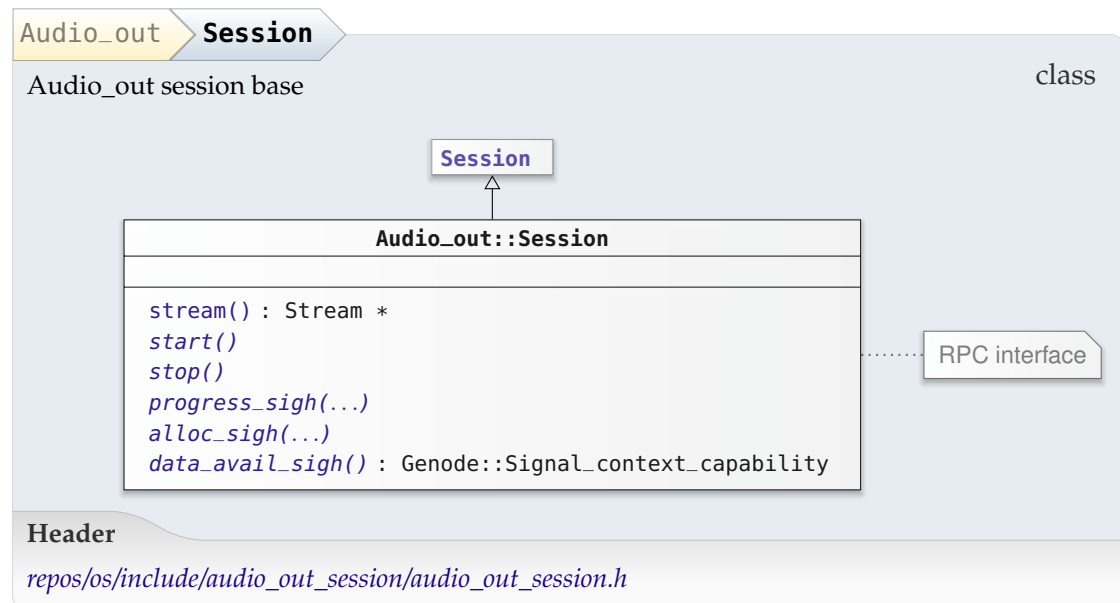 Audio_out Session
Audio_out session base
class
Session
Audio_out::Session
stream() : Stream *
start()
stop()
progress_sigh(...)
alloc_sigh(...)
data_avail_sigh() : Genode::Signal_context_capability
RPC interface
Header
repos/os/include/audio_out_session/audio_out_session.h